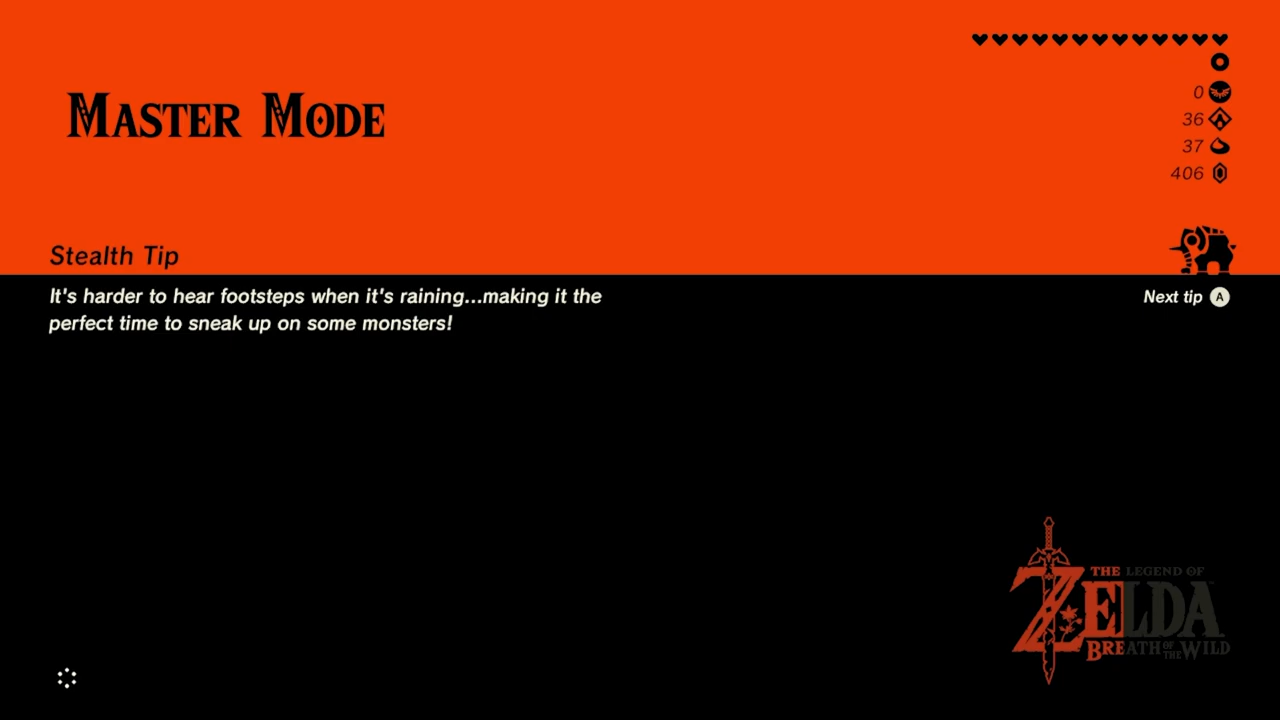 MASTER MODE
0
36
37
406
Stealth Tip
It's harder to hear footsteps when it's raining...making it the
perfect time to sneak up on some monsters!
Next tip A
THE LEGEND OF
ZELDA
BREATH OF THE WILD